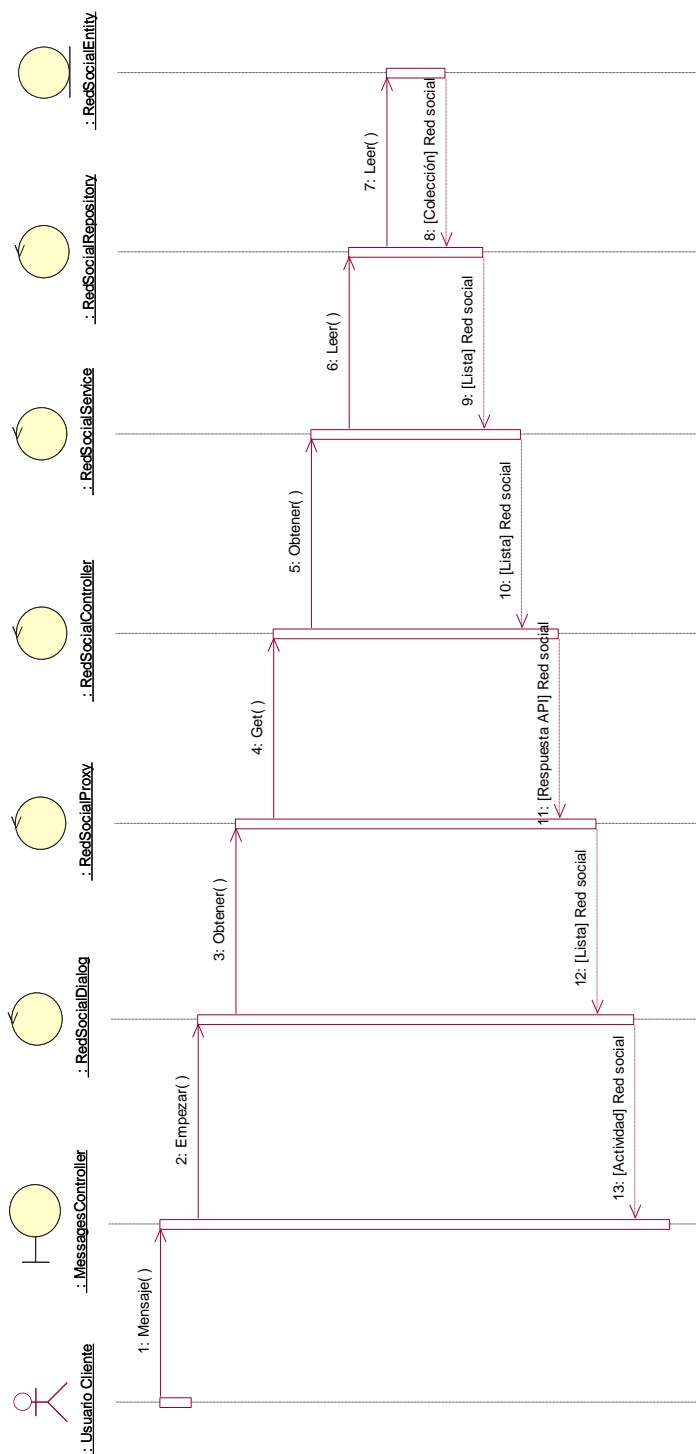 : Usuario Cliente
: MessagesController
: RedSocialDialog
: RedSocialProxy
: RedSocialController
: RedSocialService
: RedSocialRepository
: RedSocialEntity
1: Mensaje( )
2: Empezar( )
3: Obtener( )
4: Get( )
5: Obtener( )
6: Leer( )
7: Leer( )
8: [Colección] Red social
9: [Lista] Red social
10: [Lista] Red social
11: [Respuesta API] Red social
12: [Lista] Red social
13: [Actividad] Red social